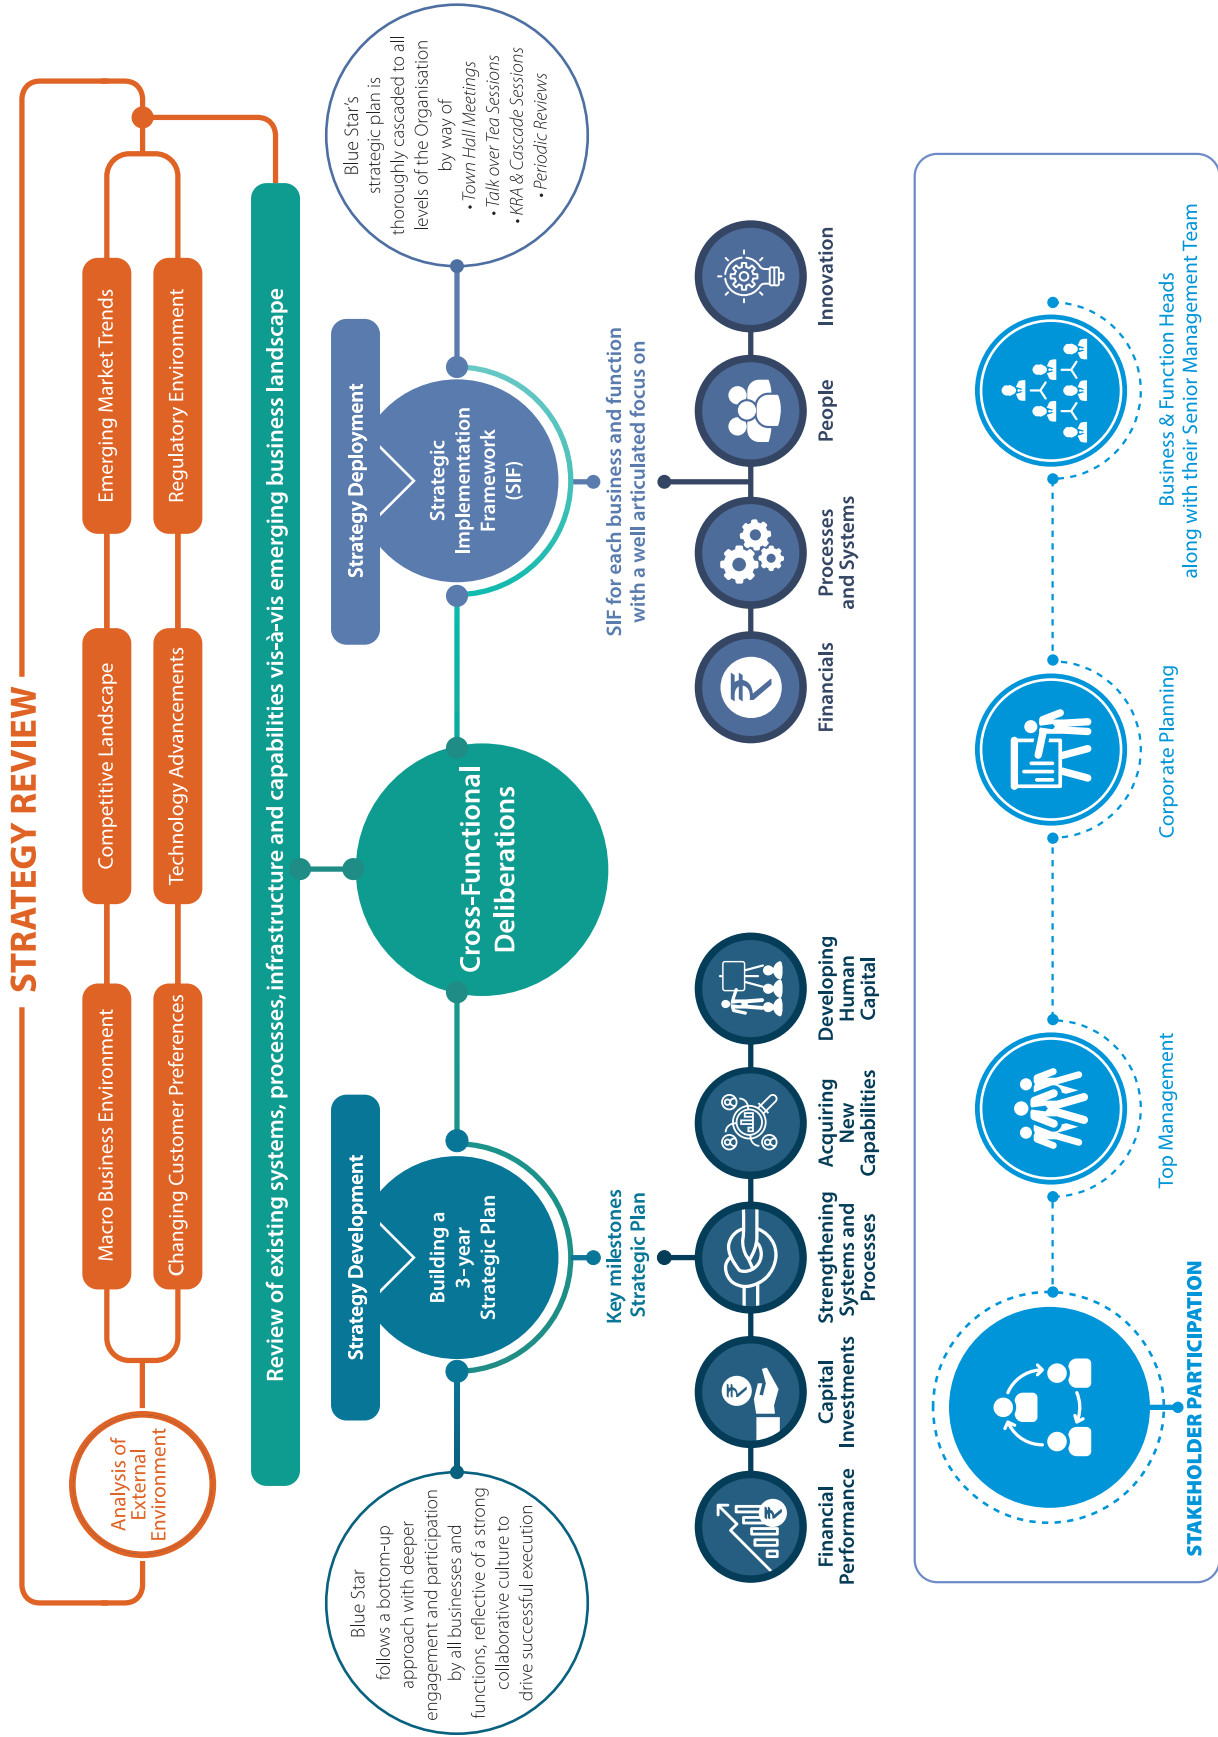 STRATEGY REVIEW
Analysis of
External
Environment
Macro Business Environment
Competitive Landscape
Emerging Market Trends
Changing Customer Preferences
Technology Advancements
Regulatory Environment
Review of existing systems, processes, infrastructure and capabilities vis-à-vis emerging business landscape
Blue Star
follows a bottom-up
approach with deeper
engagement and participation
by all businesses and
functions, reflective of a strong
collaborative culture to
drive successful execution
Strategy Development
Building a
3–year
Strategic Plan
Key milestones
Strategic Plan
Cross-Functional
Deliberations
Strategy Deployment
Strategic
Implementation
Framework
(SIF)
SIF for each business and function
with a well articulated focus on
Blue Star's
strategic plan is
thoroughly cascaded to all
levels of the Organisation
by way of
• Town Hall Meetings
• Talk over Tea Sessions
• KRA & Cascade Sessions
• Periodic Reviews
Financial
Performance
Capital
Investments
Strengthening
Systems and
Processes
Acquiring
New
Capabilities
Developing
Human
Capital
Financials
Processes
and Systems
People
Innovation
STAKEHOLDER PARTICIPATION
Top Management
Corporate Planning
Business & Function Heads
along with their Senior Management Team